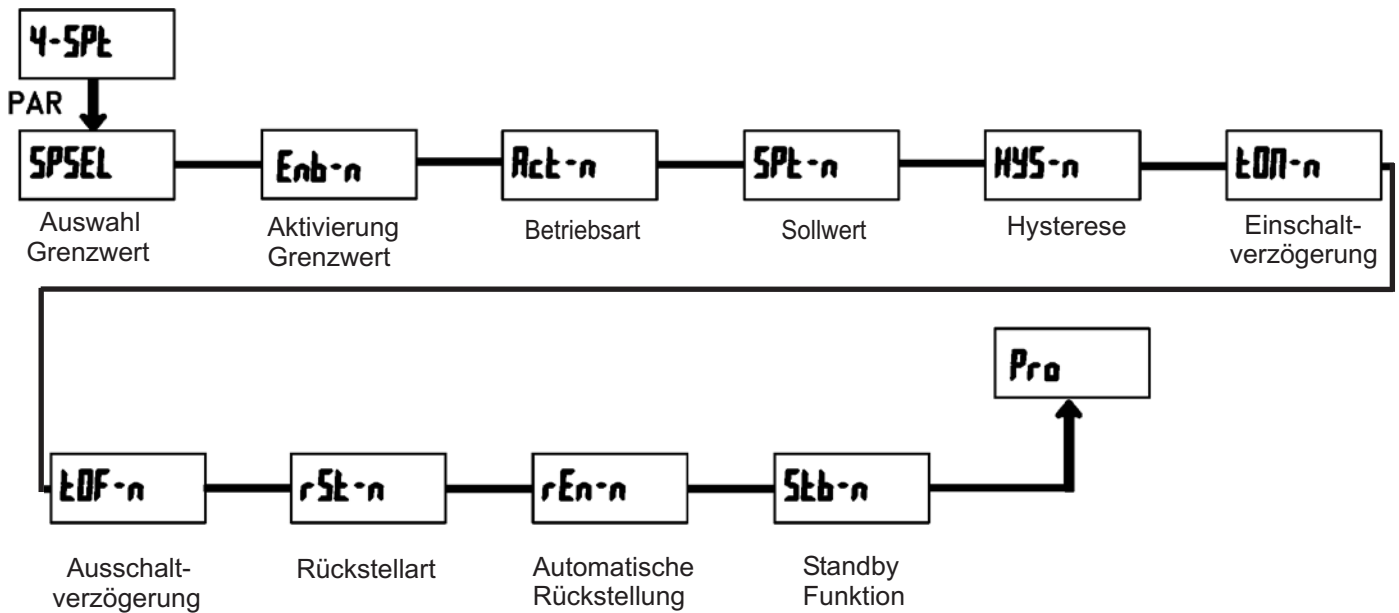 4-SPt
PAR
SPSEL
Enb-n
Act-n
SPt-n
HYS-n
tON-n
Auswahl
Grenzwert
Aktivierung
Grenzwert
Betriebsart
Sollwert
Hysterese
Einschalt-
verzögerung
Pro
tOF-n
rSt-n
rEn-n
Stb-n
Ausschalt-
verzögerung
Rückstellart
Automatische
Rückstellung
Standby
Funktion